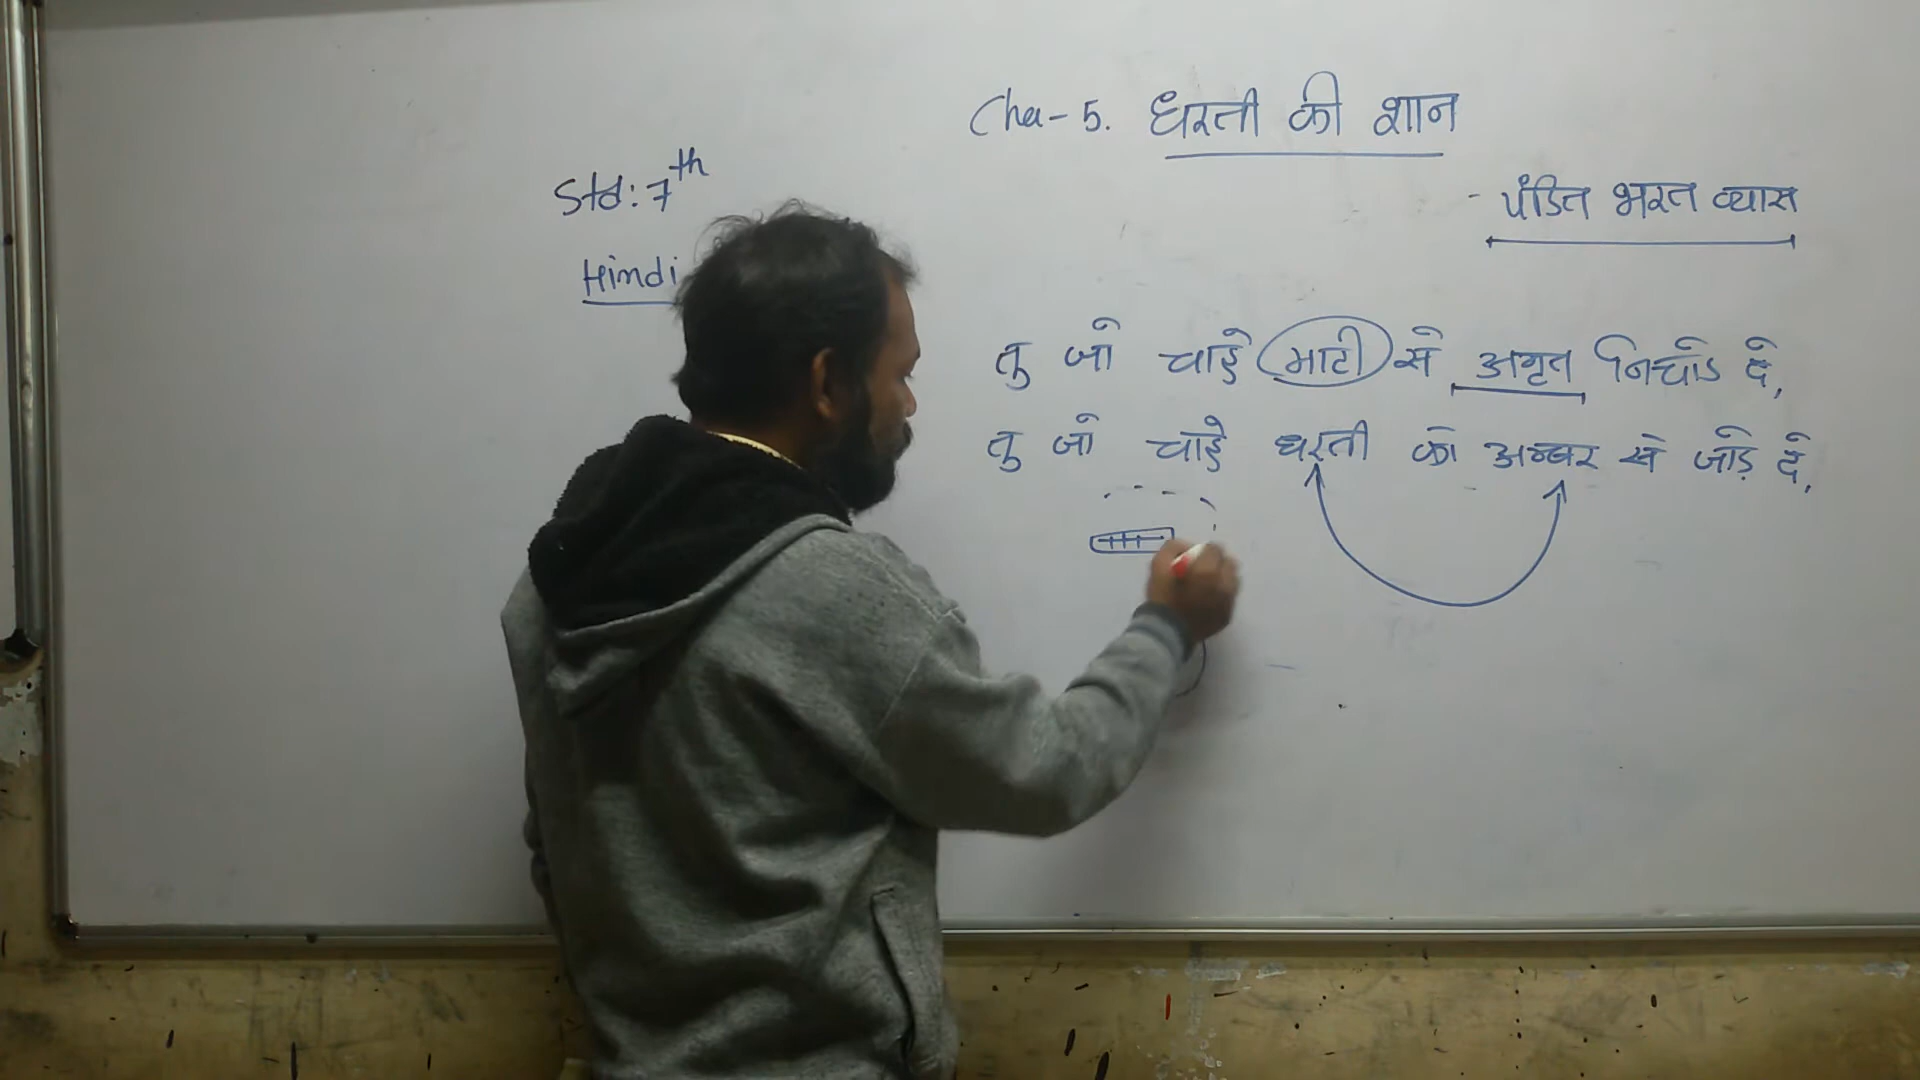 Cha-5. धरती की शान
Std: 7th
- पंडित भरत व्यास
Hindi
तु जो चाहे माटी से अमृत निचोड दे,
तु जो चाहे धरती को अम्बर से जोड़ दे,